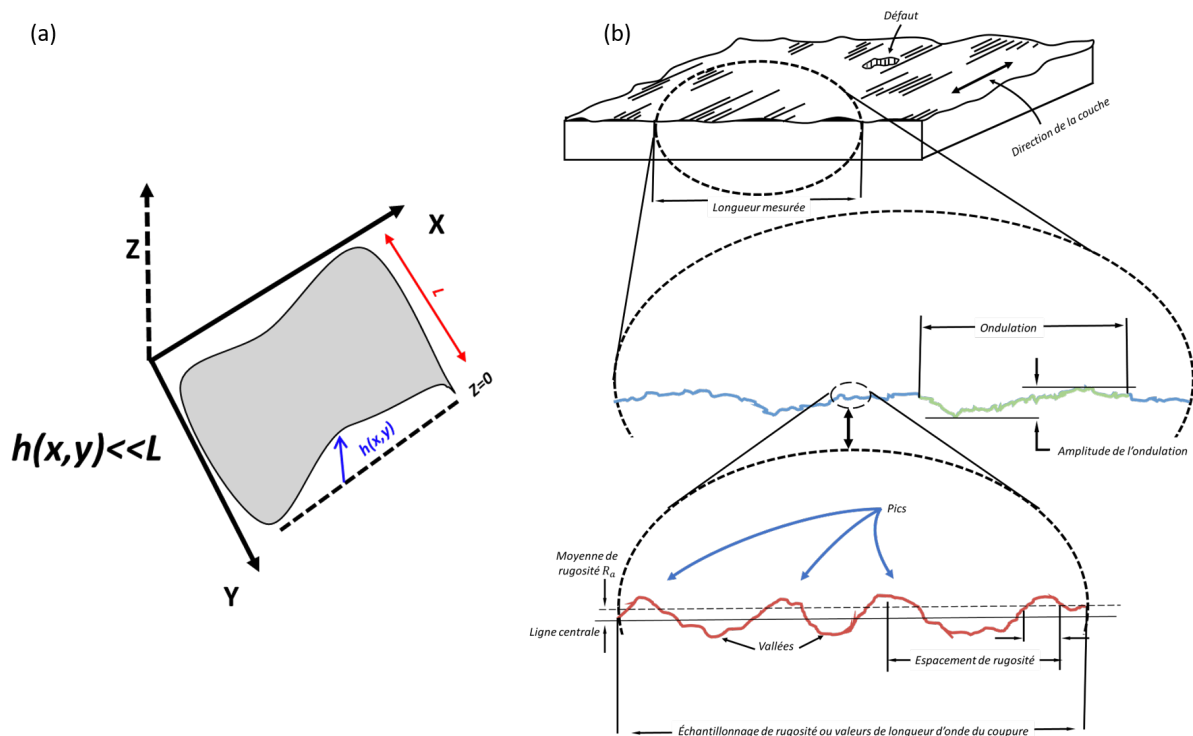 (a)
Z
X
L
Z=0
h(x,y)
h(x,y)<<L
Y
(b)
Défaut
Direction de la couche
Longueur mesurée
Ondulation
Amplitude de l'ondulation
Pics
Moyenne de
rugosité Rₐ
Ligne centrale
Vallées
Espacement de rugosité
Échantillonnage de rugosité ou valeurs de longueur d'onde du coupure